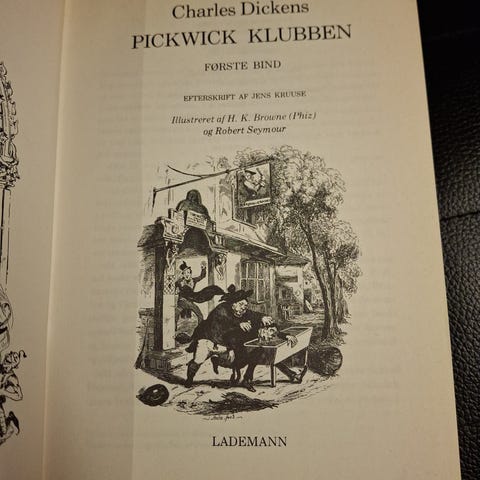 Charles Dickens
PICKWICK KLUBBEN
FØRSTE BIND
EFTERSKRIFT AF JENS KRUUSE
Illustreret af H. K. Browne (Phiz)
og Robert Seymour
LADEMANN